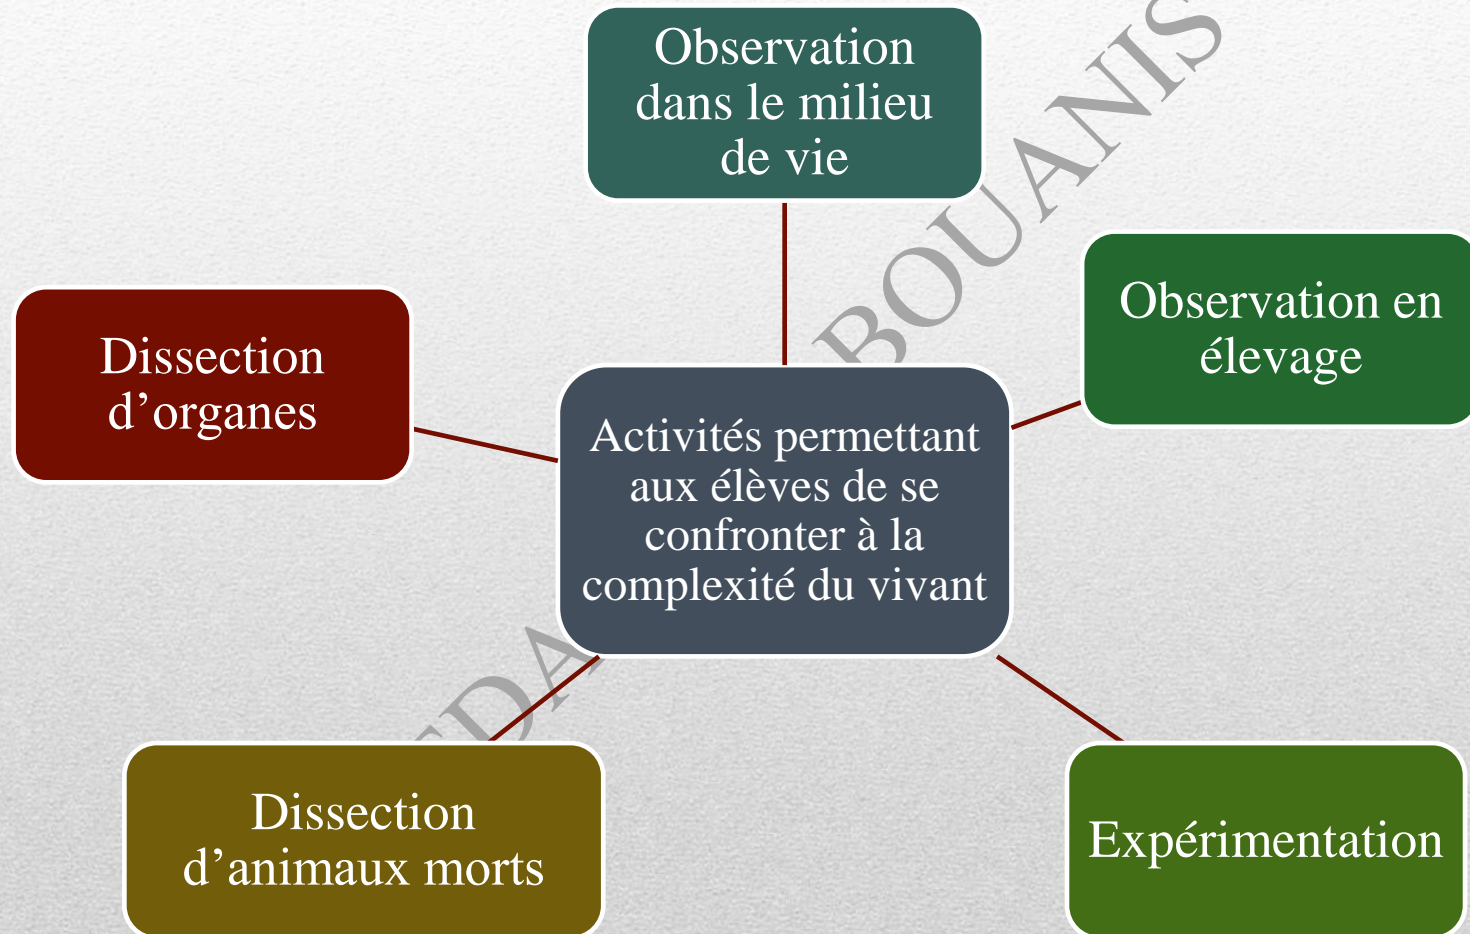 Observation
dans le milieu
de vie
Observation en
élevage
Dissection
d’organes
Activités permettant
aux élèves de se
confronter à la
complexité du vivant
Dissection
d’animaux morts
Expérimentation
BOUANIS